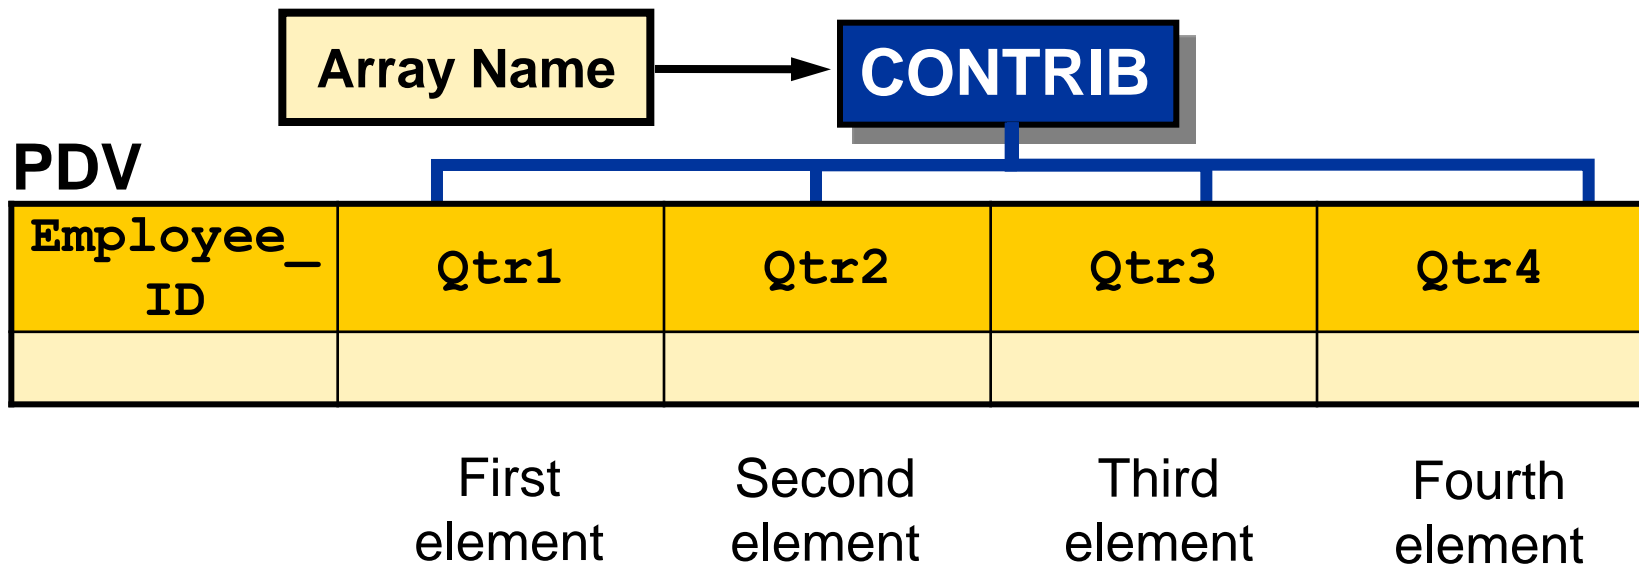 Array Name
CONTRIB
PDV
Employee_
ID
Qtr1
Qtr2
Qtr3
Qtr4
First
element
Second
element
Third
element
Fourth
element